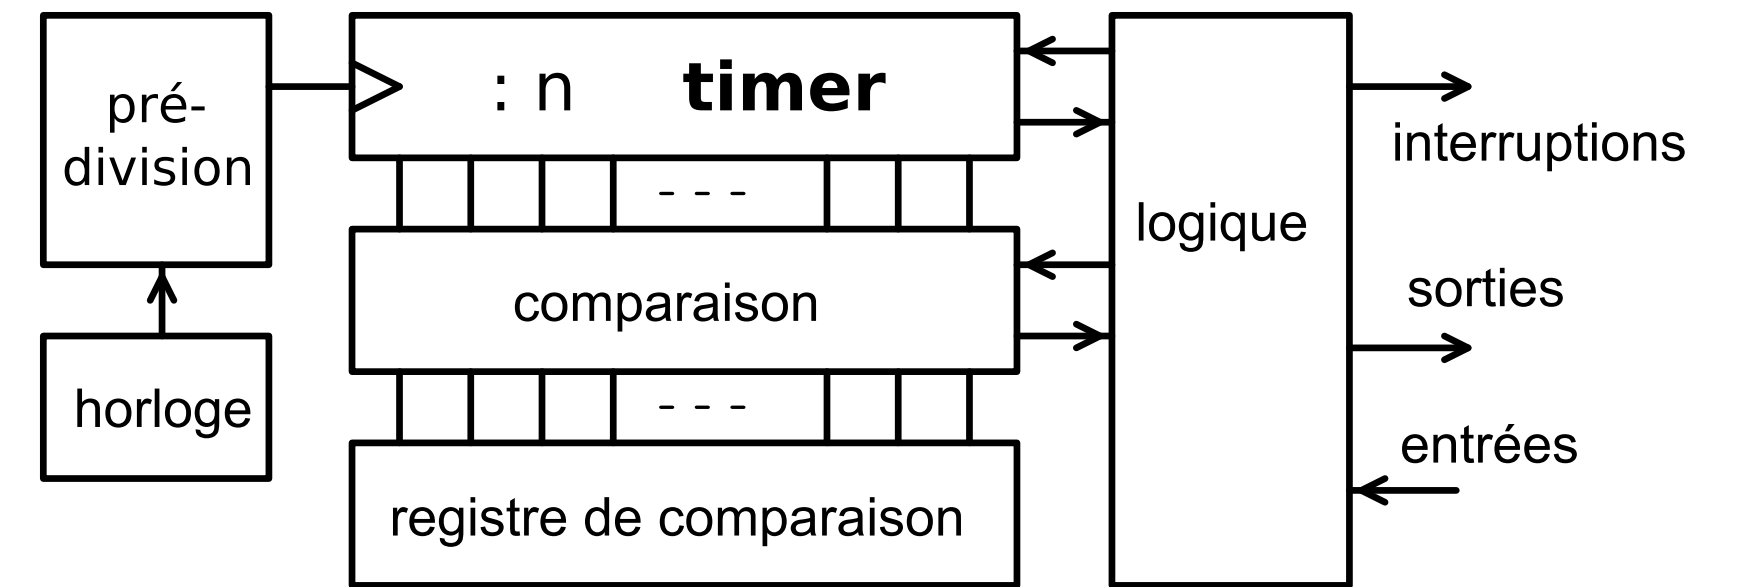 pré-
division
: n timer
- - -
comparaison
- - -
registre de comparaison
horloge
logique
interruptions
sorties
entrées